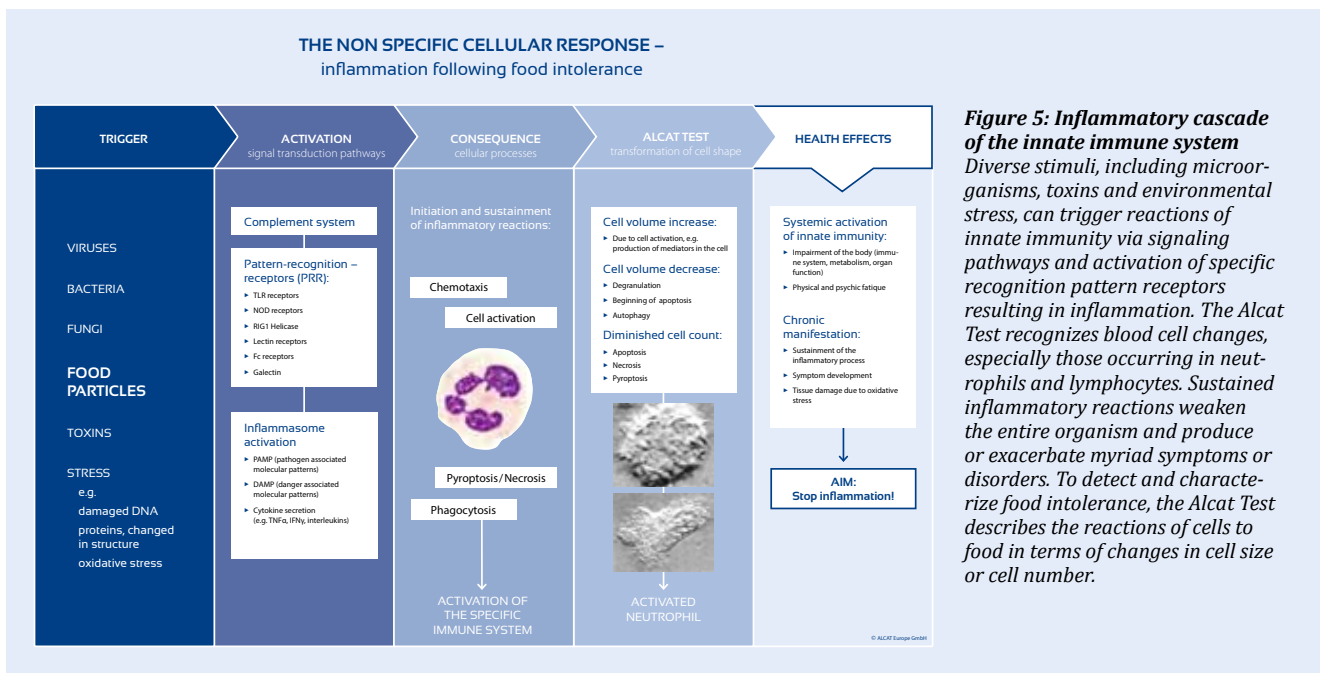 THE NON SPECIFIC CELLULAR RESPONSE –
inflammation following food intolerance
TRIGGER
VIRUSES
BACTERIA
FUNGI
FOOD
PARTICLES
TOXINS
STRESS
e.g.
damaged DNA
proteins, changed
in structure
oxidative stress
ACTIVATION
signal transduction pathways
Complement system
Pattern-recognition –
receptors (PRR):
▸ TLR receptors
▸ NOD receptors
▸ RIG1 Helicase
▸ Lectin receptors
▸ Fc receptors
▸ Galectin
Inflammasome
activation
▸ PAMP (pathogen associated
molecular patterns)
▸ DAMP (danger associated
molecular patterns)
▸ Cytokine secretion
(e.g. TNFα, IFNγ, interleukins)
CONSEQUENCE
cellular processes
Initiation and sustainment
of inflammatory reactions:
Chemotaxis
Cell activation
Pyroptosis/Necrosis
Phagocytosis
ACTIVATION OF
THE SPECIFIC
IMMUNE SYSTEM
ALCAT TEST
transformation of cell shape
Cell volume increase:
▸ Due to cell activation, e.g.
production of mediators in the cell
Cell volume decrease:
▸ Degranulation
▸ Beginning of apoptosis
▸ Autophagy
Diminished cell count:
▸ Apoptosis
▸ Necrosis
▸ Pyroptosis
ACTIVATED
NEUTROPHIL
HEALTH EFFECTS
Systemic activation
of innate immunity:
▸ Impairment of the body (immu-
ne system, metabolism, organ
function)
▸ Physical and psychic fatique
Chronic
manifestation:
▸ Sustainment of the
inflammatory process
▸ Symptom development
▸ Tissue damage due to oxidative
stress
AIM:
Stop inflammation!
© ALCAT Europe GmbH
Figure 5: Inflammatory cascade
of the innate immune system
Diverse stimuli, including microor-
ganisms, toxins and environmental
stress, can trigger reactions of
innate immunity via signaling
pathways and activation of specific
recognition pattern receptors
resulting in inflammation. The Alcat
Test recognizes blood cell changes,
especially those occurring in neut-
rophils and lymphocytes. Sustained
inflammatory reactions weaken
the entire organism and produce
or exacerbate myriad symptoms or
disorders. To detect and characte-
rize food intolerance, the Alcat Test
describes the reactions of cells to
food in terms of changes in cell size
or cell number.